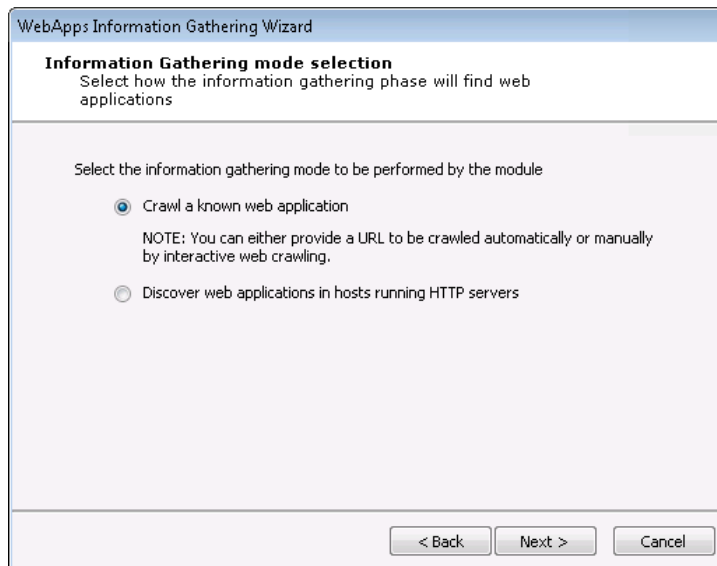 WebApps Information Gathering Wizard
Information Gathering mode selection
Select how the information gathering phase will find web
applications
Select the information gathering mode to be performed by the module
Crawl a known web application
NOTE: You can either provide a URL to be crawled automatically or manually
by interactive web crawling.
Discover web applications in hosts running HTTP servers
< Back
Next >
Cancel